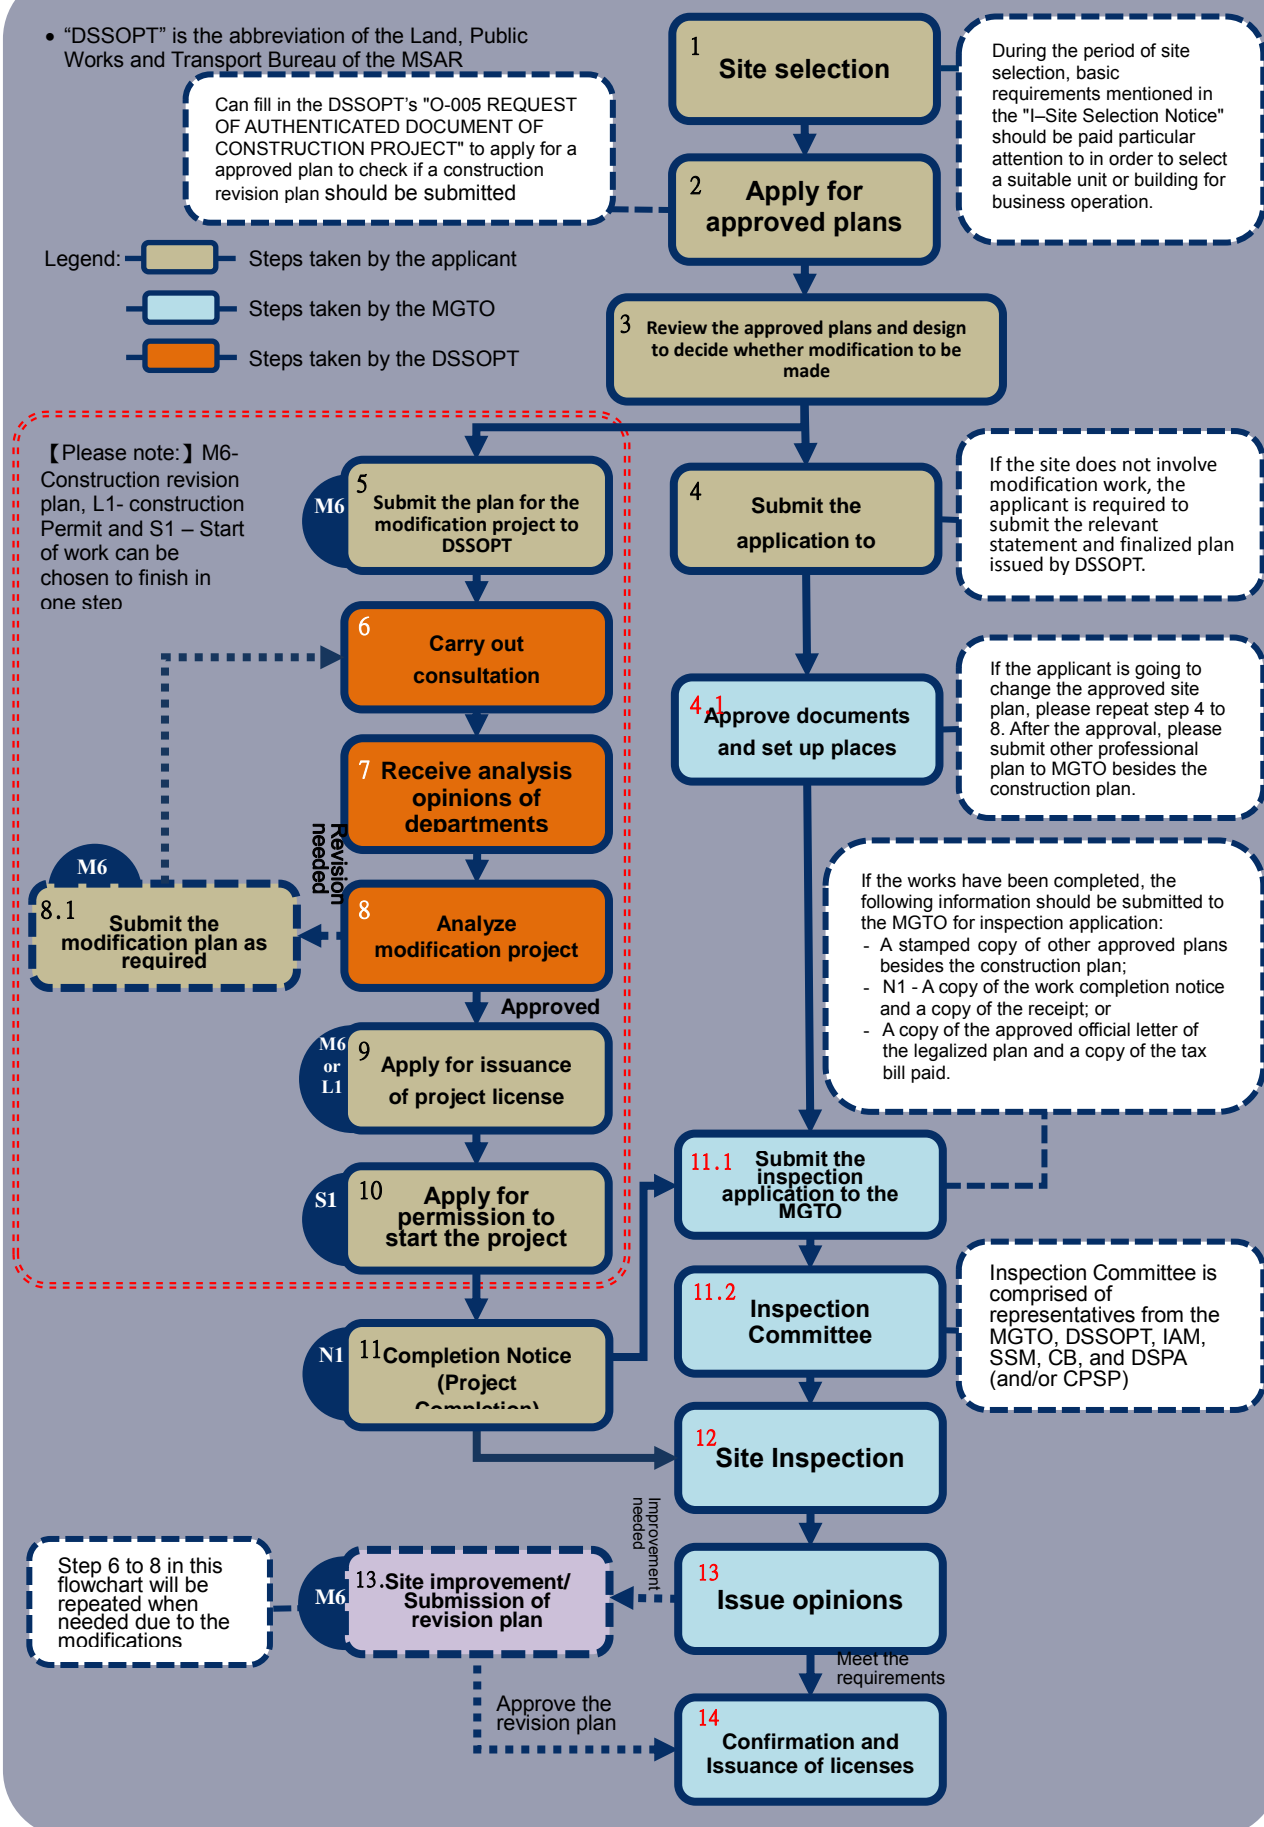 • “DSSOPT” is the abbreviation of the Land, Public
Works and Transport Bureau of the MSAR
Can fill in the DSSOPT’s "O-005 REQUEST
OF AUTHENTICATED DOCUMENT OF
CONSTRUCTION PROJECT" to apply for a
approved plan to check if a construction
revision plan should be submitted
1
Site selection
During the period of site
selection, basic
requirements mentioned in
the "I–Site Selection Notice"
should be paid particular
attention to in order to select
a suitable unit or building for
business operation.
2
Apply for
approved plans
Legend:
Steps taken by the applicant
Steps taken by the MGTO
Steps taken by the DSSOPT
3
Review the approved plans and design
to decide whether modification to be
made
【Please note:】M6-
Construction revision
plan, L1- construction
Permit and S1 – Start
of work can be
chosen to finish in
one step
M6
5
Submit the plan for the
modification project to
DSSOPT
4
Submit the
application to
If the site does not involve
modification work, the
applicant is required to
submit the relevant
statement and finalized plan
issued by DSSOPT.
6
Carry out
consultation
4.1
Approve documents
and set up places
If the applicant is going to
change the approved site
plan, please repeat step 4 to
8. After the approval, please
submit other professional
plan to MGTO besides the
construction plan.
7
Receive analysis
opinions of
departments
Revision
needed
M6
8.1
Submit the
modification plan as
required
8
Analyze
modification project
Approved
If the works have been completed, the
following information should be submitted to
the MGTO for inspection application:
- A stamped copy of other approved plans
besides the construction plan;
- N1 - A copy of the work completion notice
and a copy of the receipt; or
- A copy of the approved official letter of
the legalized plan and a copy of the tax
bill paid.
M6
or
L1
9
Apply for issuance
of project license
S1
10
Apply for
permission to
start the project
11.1
Submit the
inspection
application to the
MGTO
11.2
Inspection
Committee
Inspection Committee is
comprised of
representatives from the
MGTO, DSSOPT, IAM,
SSM, CB, and DSPA
(and/or CPSP)
N1
11
Completion Notice
(Project
Completion)
12
Site Inspection
Improvement
needed
Step 6 to 8 in this
flowchart will be
repeated when
needed due to the
modifications
M6
13.
Site improvement/
Submission of
revision plan
13
Issue opinions
Meet the
requirements
Approve the
revision plan
14
Confirmation and
Issuance of licenses